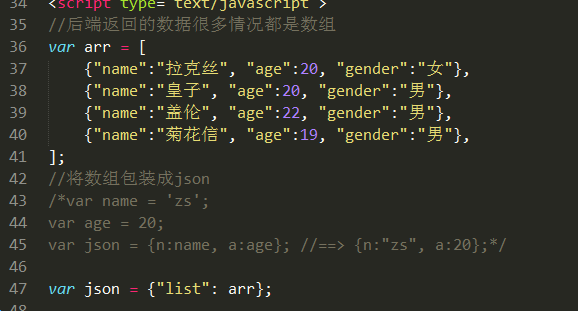 34 <script type="text/javascript">
35 //后端返回的数据很多情况都是数组
36 var arr = [
37 {"name":"拉克丝", "age":20, "gender":"女"},
38 {"name":"皇子", "age":20, "gender":"男"},
39 {"name":"盖伦", "age":22, "gender":"男"},
40 {"name":"菊花信", "age":19, "gender":"男"},
41 ];
42 //将数组包装成json
43 /*var name = 'zs';
44 var age = 20;
45 var json = {n:name, a:age}; //==> {n:"zs", a:20};*/
46
47 var json = {"list": arr};
48